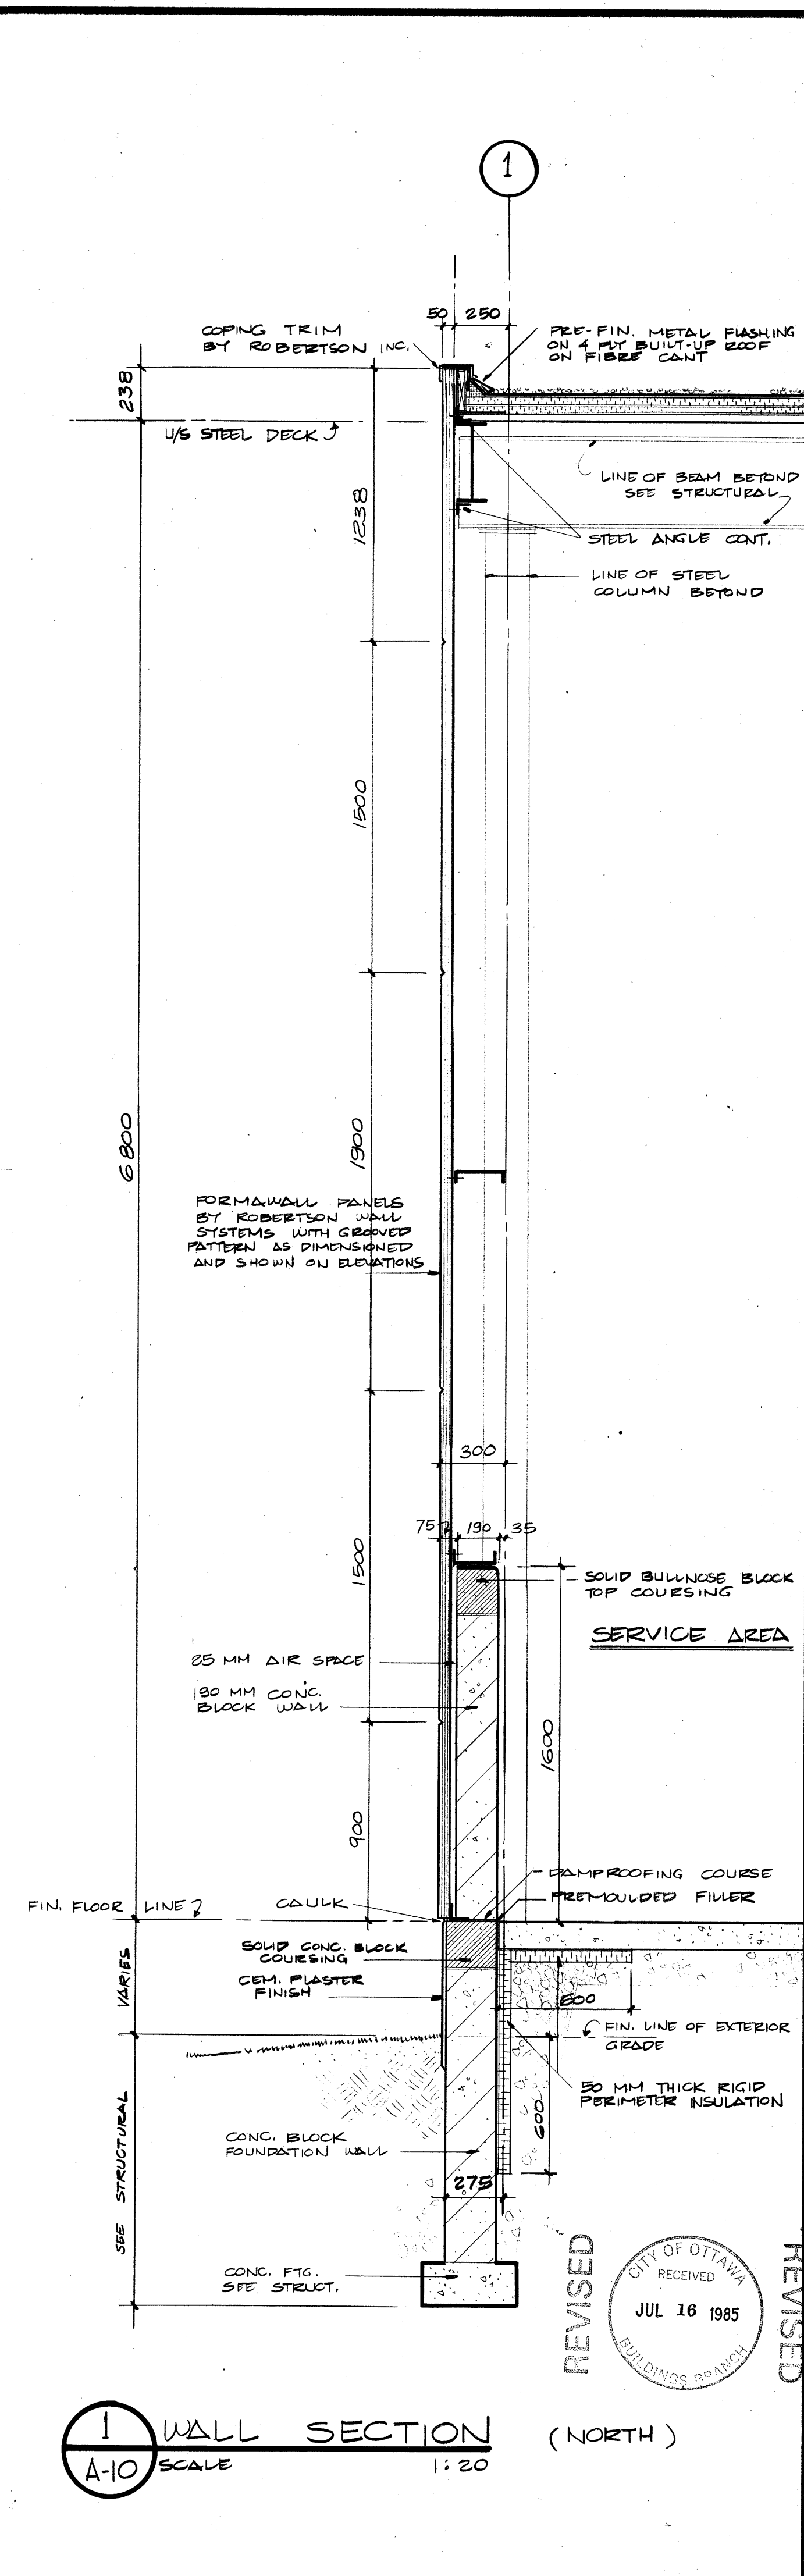 1
50 250
COPING TRIM
BY ROBERTSON INC.
PRE-FIN. METAL FLASHING
ON 4 PLY BUILT-UP ROOF
ON FIBRE CANT
238
U/S STEEL DECK
LINE OF BEAM BEYOND
SEE STRUCTURAL
1238
STEEL ANGLE CONT.
LINE OF STEEL
COLUMN BEYOND
1500
6800
1900
FORMAWALL PANELS
BY ROBERTSON WALL
SYSTEMS WITH GROOVED
PATTERN AS DIMENSIONED
AND SHOWN ON ELEVATIONS
300
75 190 35
1500
SOLID BULLNOSE BLOCK
TOP COURSING
SERVICE AREA
25 MM AIR SPACE
190 MM CONC.
BLOCK WALL
1600
900
DAMPROOFING COURSE
PREMOULDED FILLER
FIN. FLOOR LINE
CAULK
SOLID CONC. BLOCK
COURSING
CEM. PLASTER
FINISH
VARIES
600
FIN. LINE OF EXTERIOR
GRADE
50 MM THICK RIGID
PERIMETER INSULATION
600
CONC. BLOCK
FOUNDATION WALL
SEE STRUCTURAL
275
CONC. FTG.
SEE STRUCT.
REVISED
CITY OF OTTAWA
RECEIVED
JUL 16 1985
BUILDINGS BRANCH
REVISED
1 WALL SECTION (NORTH)
A-10 SCALE 1:20